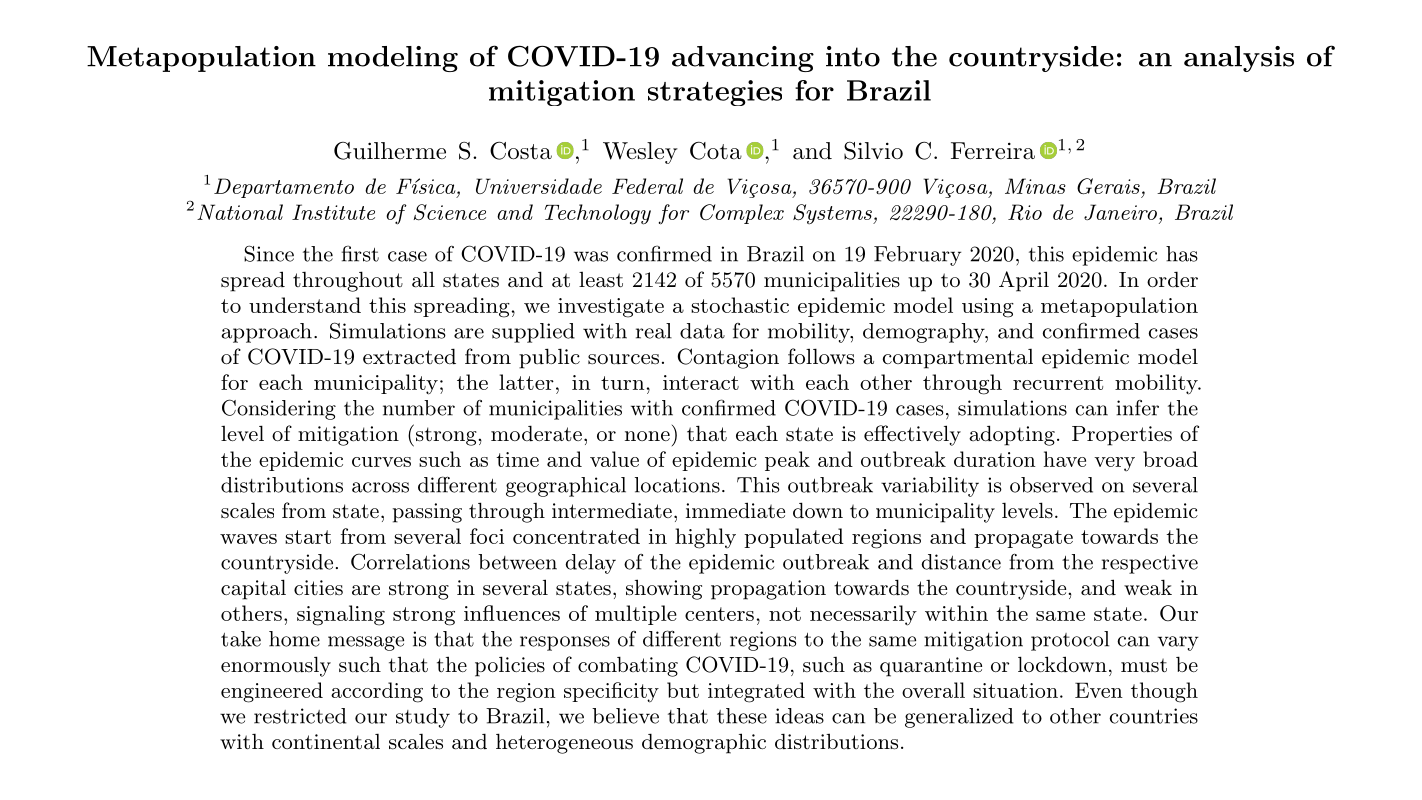 Metapopulation modeling of COVID-19 advancing into the countryside: an analysis of
mitigation strategies for Brazil
Guilherme S. Costa iD,1 Wesley Cota iD,1 and Silvio C. Ferreira iD1, 2
1Departamento de Física, Universidade Federal de Viçosa, 36570-900 Viçosa, Minas Gerais, Brazil
2National Institute of Science and Technology for Complex Systems, 22290-180, Rio de Janeiro, Brazil
Since the first case of COVID-19 was confirmed in Brazil on 19 February 2020, this epidemic has
spread throughout all states and at least 2142 of 5570 municipalities up to 30 April 2020. In order
to understand this spreading, we investigate a stochastic epidemic model using a metapopulation
approach. Simulations are supplied with real data for mobility, demography, and confirmed cases
of COVID-19 extracted from public sources. Contagion follows a compartmental epidemic model
for each municipality; the latter, in turn, interact with each other through recurrent mobility.
Considering the number of municipalities with confirmed COVID-19 cases, simulations can infer the
level of mitigation (strong, moderate, or none) that each state is effectively adopting. Properties of
the epidemic curves such as time and value of epidemic peak and outbreak duration have very broad
distributions across different geographical locations. This outbreak variability is observed on several
scales from state, passing through intermediate, immediate down to municipality levels. The epidemic
waves start from several foci concentrated in highly populated regions and propagate towards the
countryside. Correlations between delay of the epidemic outbreak and distance from the respective
capital cities are strong in several states, showing propagation towards the countryside, and weak in
others, signaling strong influences of multiple centers, not necessarily within the same state. Our
take home message is that the responses of different regions to the same mitigation protocol can vary
enormously such that the policies of combating COVID-19, such as quarantine or lockdown, must be
engineered according to the region specificity but integrated with the overall situation. Even though
we restricted our study to Brazil, we believe that these ideas can be generalized to other countries
with continental scales and heterogeneous demographic distributions.